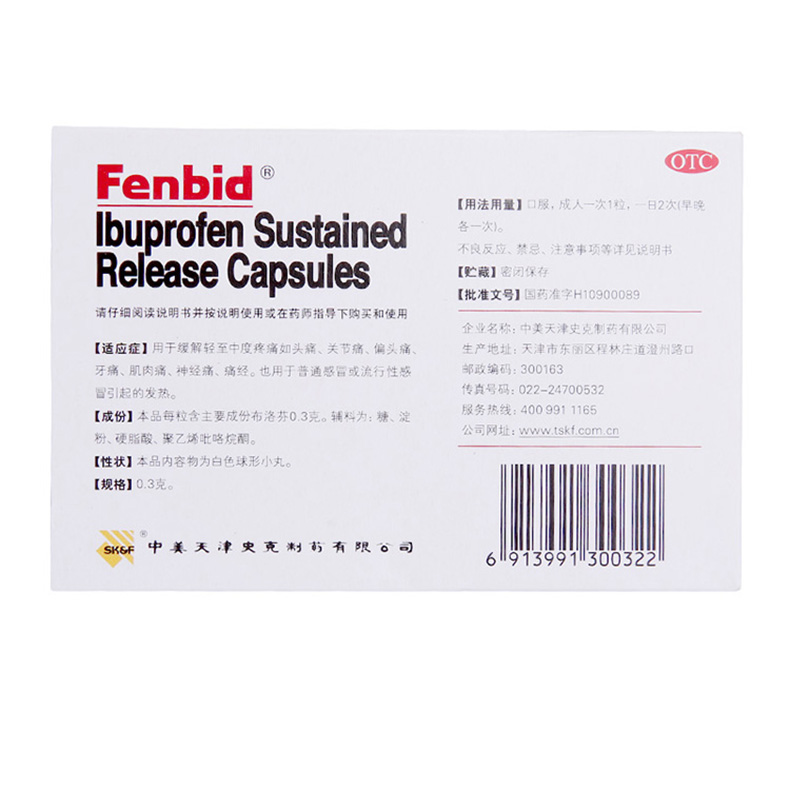 Fenbid®
Ibuprofen Sustained
Release Capsules
请仔细阅读说明书并按说明使用或在药师指导下购买和使用
【适应症】用于缓解轻至中度疼痛如头痛、关节痛、偏头痛、
牙痛、肌肉痛、神经痛、痛经。也用于普通感冒或流行性感
冒引起的发热。
【成份】本品每粒含主要成份布洛芬0.3克。辅料为：糖、淀
粉、硬脂酸、聚乙烯吡咯烷酮。
【性状】本品内容物为白色球形小丸。
【规格】0.3克。
SK&F® 中美天津史克制药有限公司
OTC
【用法用量】口服，成人一次1粒，一日2次(早晚
各一次)。
不良反应、禁忌、注意事项等详见说明书
【贮藏】密闭保存
【批准文号】国药准字H10900089
企业名称：中美天津史克制药有限公司
生产地址：天津市东丽区程林庄道澄州路口
邮政编码：300163
传真号码：022-24700532
服务热线：400 991 1165
公司网址：www.tskf.com.cn
6 913991 300322